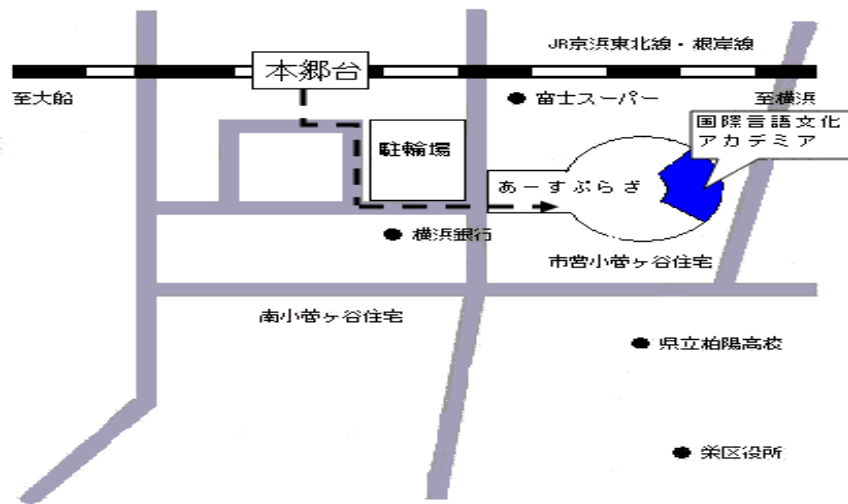 JR京浜東北線・根岸線
本郷台
至大船
富士スーパー
至横浜
国際言語文化
アカデミア
駐輪場
あーすぷらざ
横浜銀行
市営小菅ヶ谷住宅
南小菅ヶ谷住宅
県立柏陽高校
栄区役所